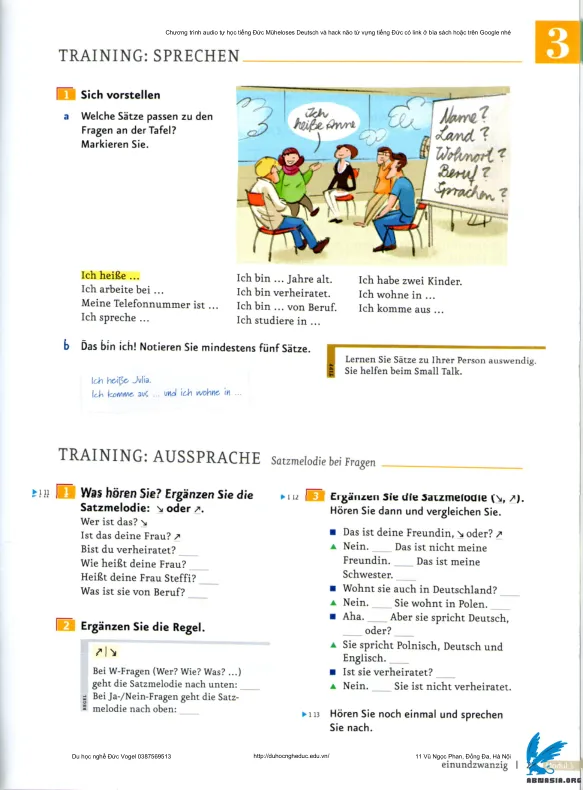 Chương trình audio tự học tiếng Đức Müheloses Deutsch và hack não từ vựng tiếng Đức có link ở bìa sách hoặc trên Google nhé
3
TRAINING: SPRECHEN
1 Sich vorstellen
a Welche Sätze passen zu den
Fragen an der Tafel?
Markieren Sie.
Ich
heiße Anne
Name?
Land?
Wohnort?
Beruf?
Sprachen?
Ich heiße ...
Ich arbeite bei ...
Meine Telefonnummer ist ...
Ich spreche ...
Ich bin ... Jahre alt.
Ich bin verheiratet.
Ich bin ... von Beruf.
Ich studiere in ...
Ich habe zwei Kinder.
Ich wohne in ...
Ich komme aus ...
b Das bin ich! Notieren Sie mindestens fünf Sätze.
Ich heiße Julia.
Ich komme aus ... und ich wohne in ...
TIPP
Lernen Sie Sätze zu Ihrer Person auswendig.
Sie helfen beim Small Talk.
TRAINING: AUSSPRACHE Satzmelodie bei Fragen
1 Was hören Sie? Ergänzen Sie die
Satzmelodie: ↘ oder ↗.
Wer ist das? ↘
Ist das deine Frau? ↗
Bist du verheiratet? ___
Wie heißt deine Frau? ___
Heißt deine Frau Steffi? ___
Was ist sie von Beruf? ___
2 Ergänzen Sie die Regel.
↗|↘
REGEL
Bei W-Fragen (Wer? Wie? Was? ...)
geht die Satzmelodie nach unten: ___
Bei Ja-/Nein-Fragen geht die Satz-
melodie nach oben: ___
▶ 1 12 3 Ergänzen Sie die Satzmelodie (↘, ↗).
Hören Sie dann und vergleichen Sie.
■ Das ist deine Freundin, ↘ oder? ↗
▲ Nein. ___ Das ist nicht meine
Freundin. ___ Das ist meine
Schwester. ___
■ Wohnt sie auch in Deutschland? ___
▲ Nein. ___ Sie wohnt in Polen. ___
■ Aha. ___ Aber sie spricht Deutsch,
___ oder? ___
▲ Sie spricht Polnisch, Deutsch und
Englisch. ___
■ Ist sie verheiratet? ___
▲ Nein. ___ Sie ist nicht verheiratet.
▶ 1 13 Hören Sie noch einmal und sprechen
Sie nach.
Du học nghề Đức Vogel 0387569513
http://duhocngheduc.edu.vn/
11 Vũ Ngọc Phan, Đống Đa, Hà Nội
einundzwanzig |
ABWASIA.ORG